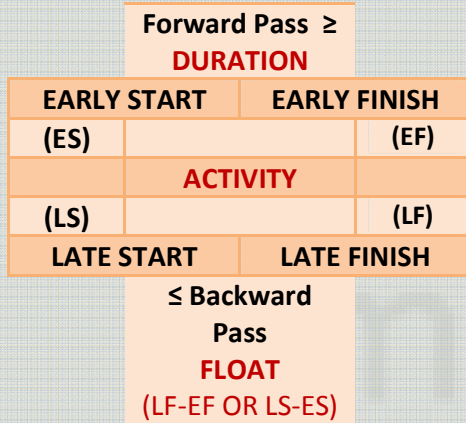 Forward Pass ≥
DURATION
EARLY START EARLY FINISH
(ES) (EF)
ACTIVITY
(LS) (LF)
LATE START LATE FINISH
≤ Backward
Pass
FLOAT
(LF-EF OR LS-ES)